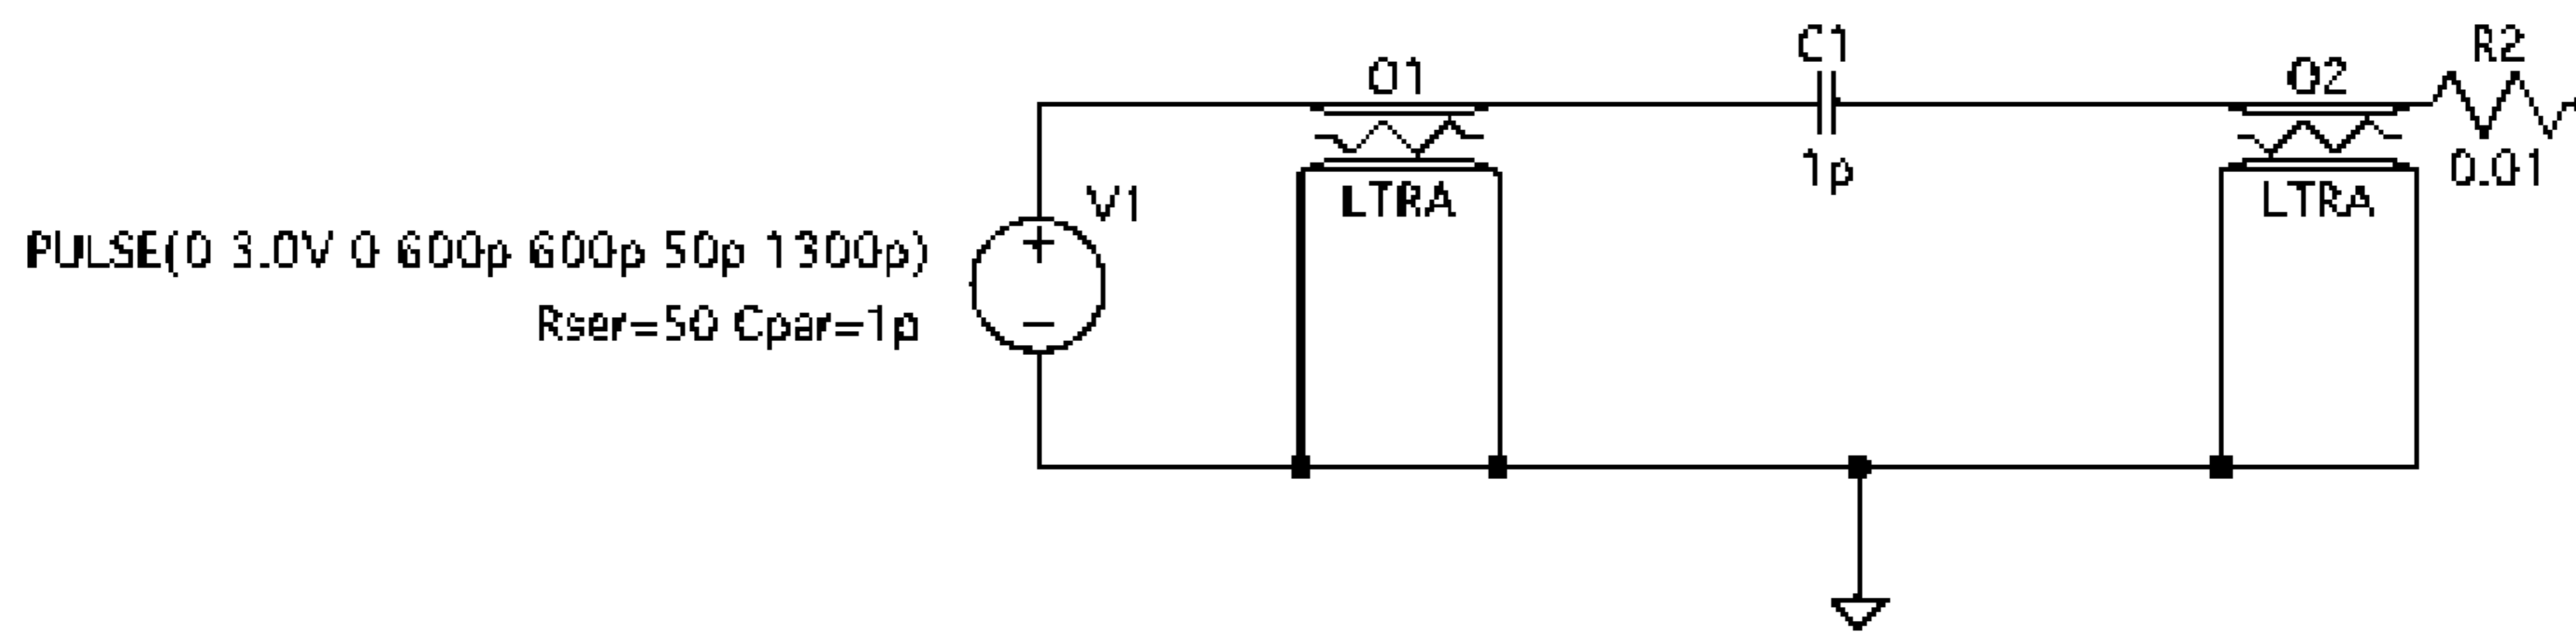 C1
R2
O1
O2
1p
0.01
V1
LTRA
LTRA
PULSE(0 3.0V 0 600p 600p 50p 1300p)
Rser=50 Cpar=1p